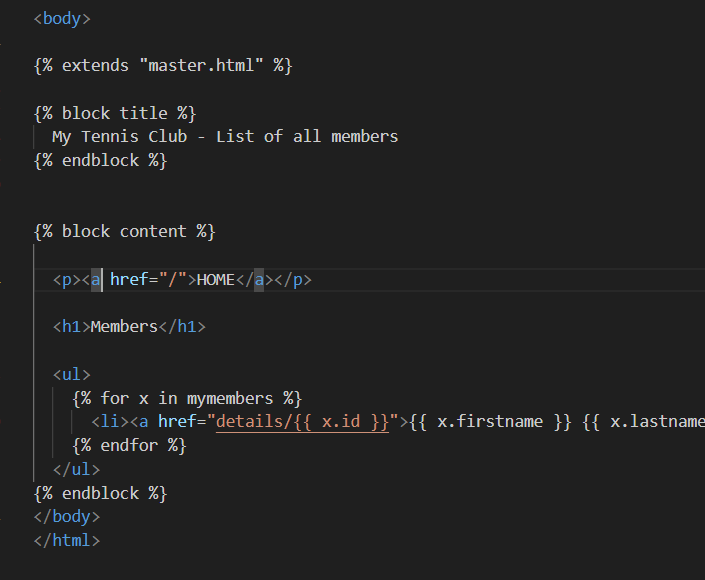 <body>
{% extends "master.html" %}
{% block title %}
My Tennis Club - List of all members
{% endblock %}
{% block content %}
<p><a href="/">HOME</a></p>
<h1>Members</h1>
<ul>
{% for x in mymembers %}
<li><a href="details/{{ x.id }}">{{ x.firstname }} {{ x.lastname
{% endfor %}
</ul>
{% endblock %}
</body>
</html>